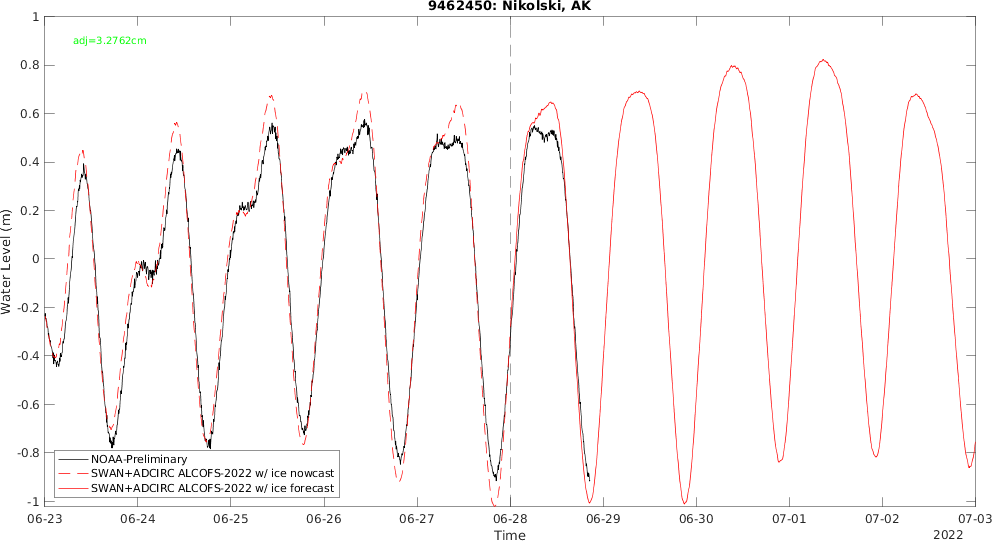 9462450: Nikolski, AK
adj=3.2762cm
Water Level (m)
1
0.8
0.6
0.4
0.2
0
-0.2
-0.4
-0.6
-0.8
-1
NOAA-Preliminary
SWAN+ADCIRC ALCOFS-2022 w/ ice nowcast
SWAN+ADCIRC ALCOFS-2022 w/ ice forecast
06-23 06-24 06-25 06-26 06-27 06-28 06-29 06-30 07-01 07-02 07-03
Time
2022